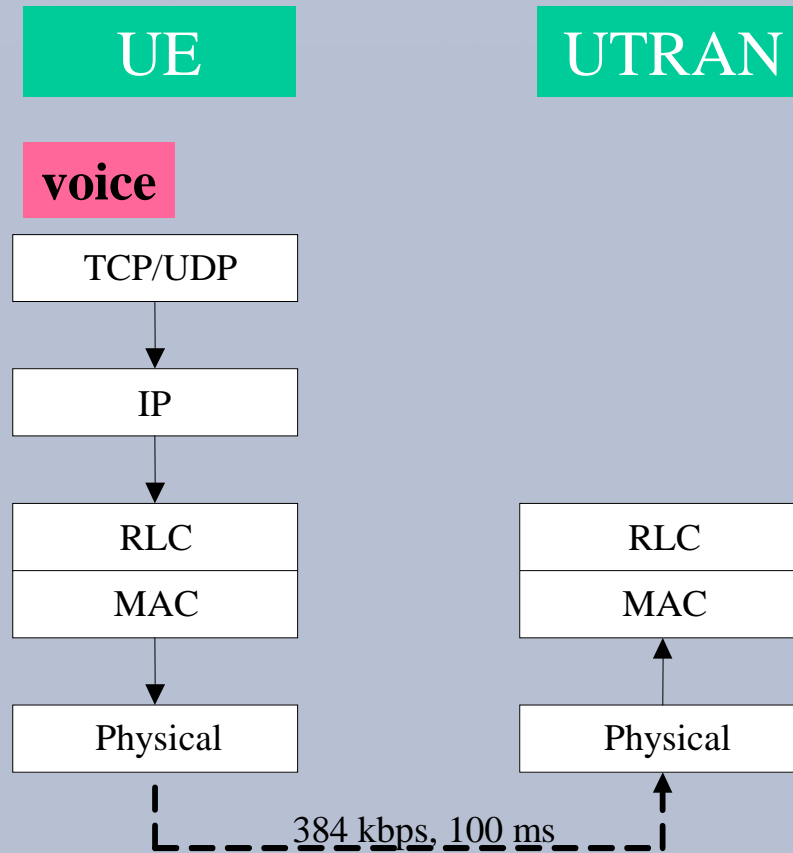 UE
UTRAN
voice
TCP/UDP
IP
RLC
RLC
MAC
MAC
Physical
Physical
384 kbps, 100 ms